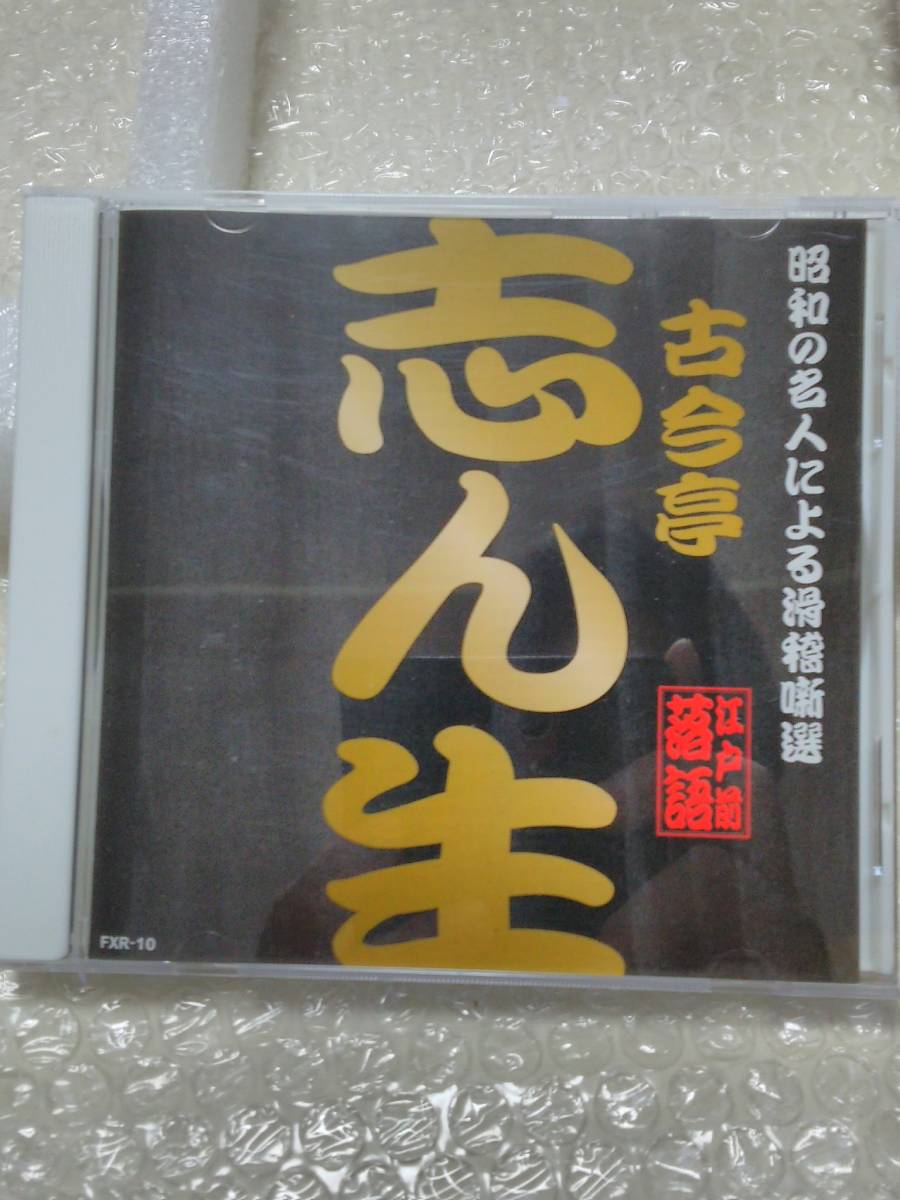 昭和の名人による滑稽噺選
古今亭
志ん生
江戸前
落語
FXR-10